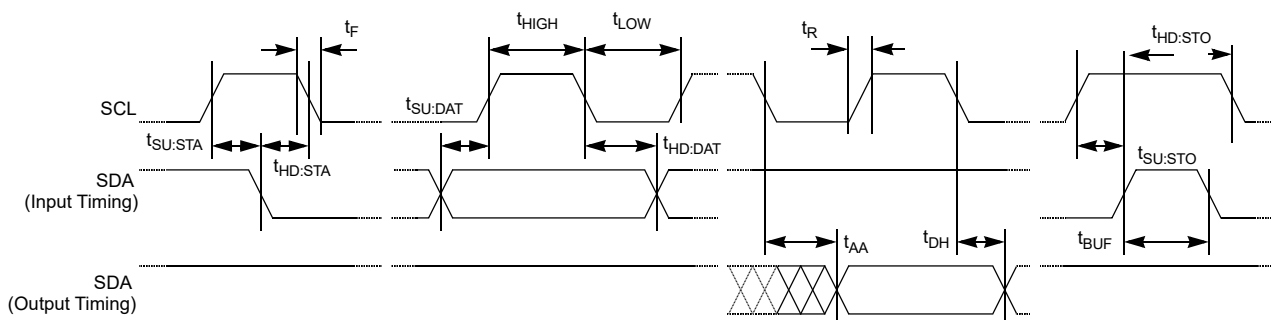 tF
tHIGH
tLOW
tR
tHD:STO
SCL
tSU:DAT
tSU:STA
tHD:STA
tHD:DAT
tSU:STO
SDA
(Input Timing)
tAA
tDH
tBUF
SDA
(Output Timing)